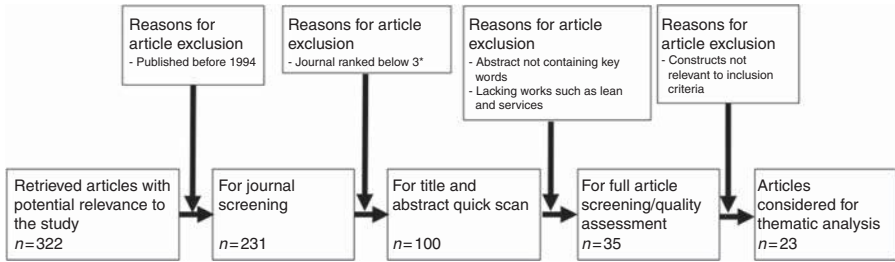 Reasons for
article exclusion
- Published before 1994
Reasons for
article exclusion
- Journal ranked below 3*
Reasons for article
exclusion
- Abstract not containing key
words
- Lacking works such as lean
and services
Reasons for
article exclusion
- Constructs not
relevant to inclusion
criteria
Retrieved articles with
potential relevance to
the study
n=322
For journal
screening
n=231
For title and
abstract quick scan
n=100
For full article
screening/quality
assessment
n=35
Articles
considered for
thematic analysis
n=23